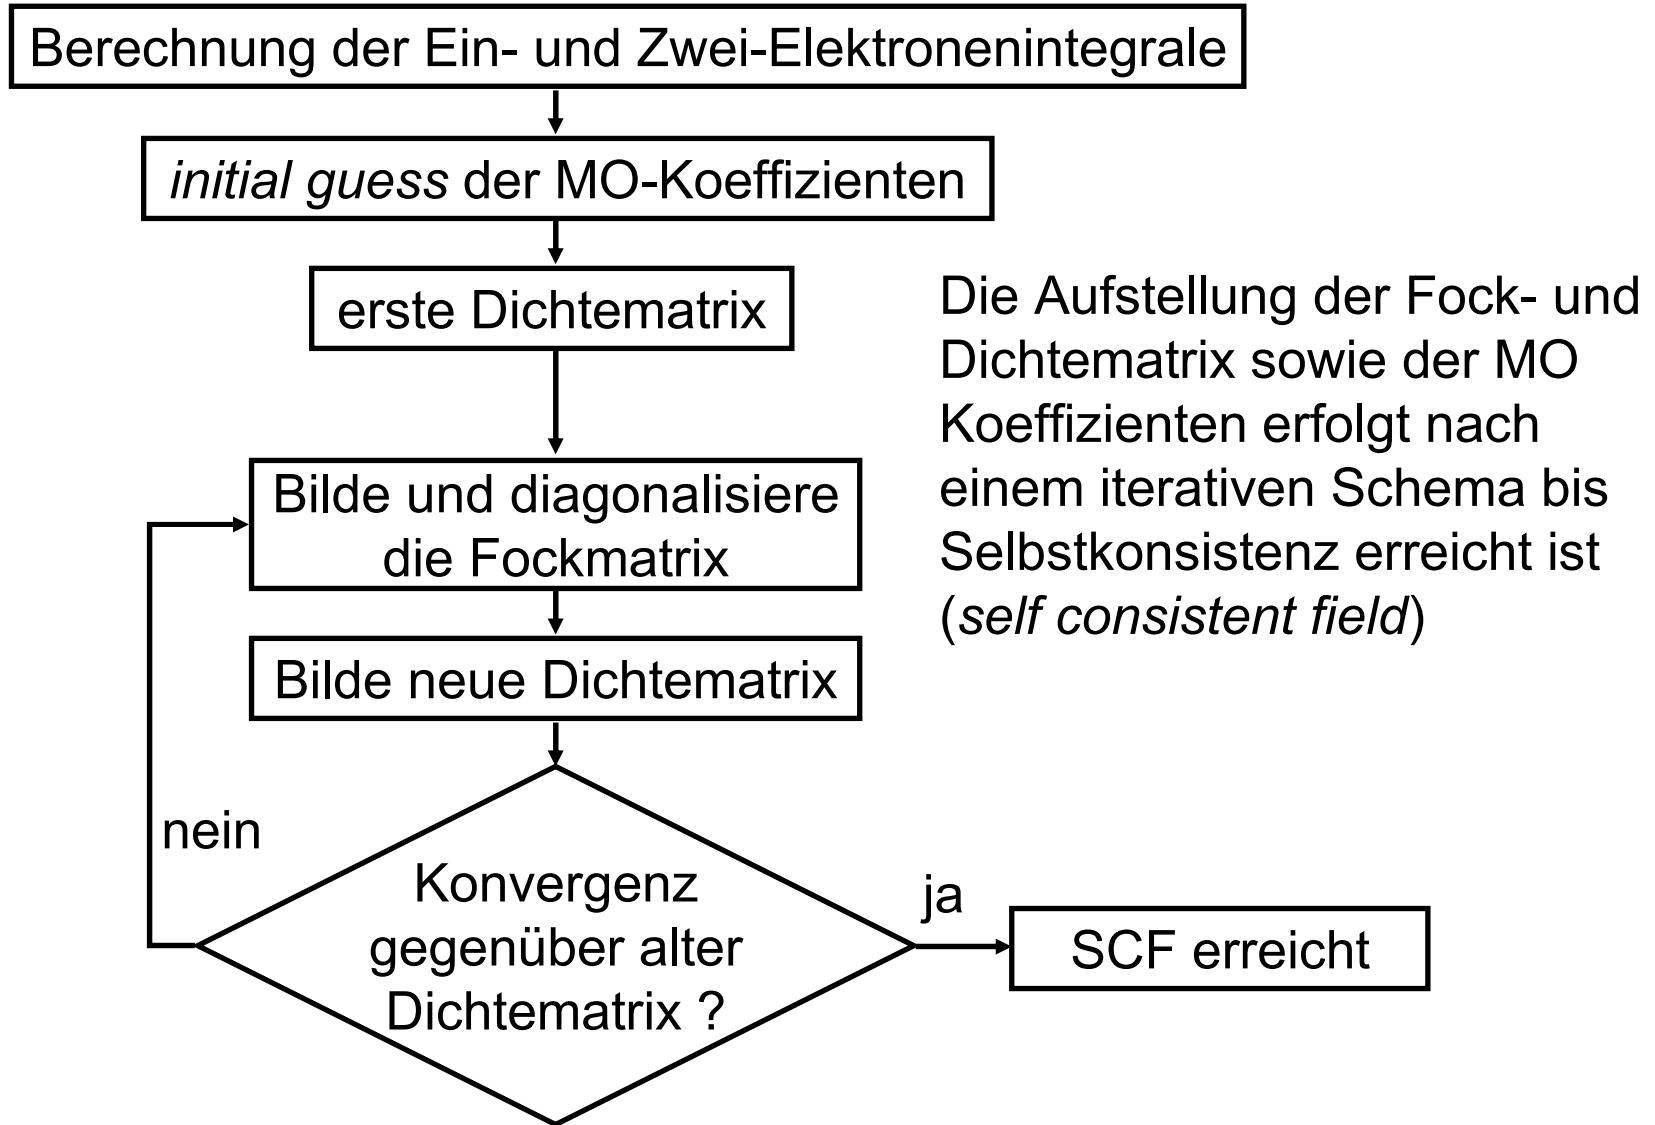 Berechnung der Ein- und Zwei-Elektronenintegrale
initial guess der MO-Koeffizienten
erste Dichtematrix
Die Aufstellung der Fock- und
Dichtematrix sowie der MO
Koeffizienten erfolgt nach
einem iterativen Schema bis
Selbstkonsistenz erreicht ist
(self consistent field)
Bilde und diagonalisiere
die Fockmatrix
Bilde neue Dichtematrix
nein
Konvergenz
gegenüber alter
Dichtematrix ?
ja
SCF erreicht